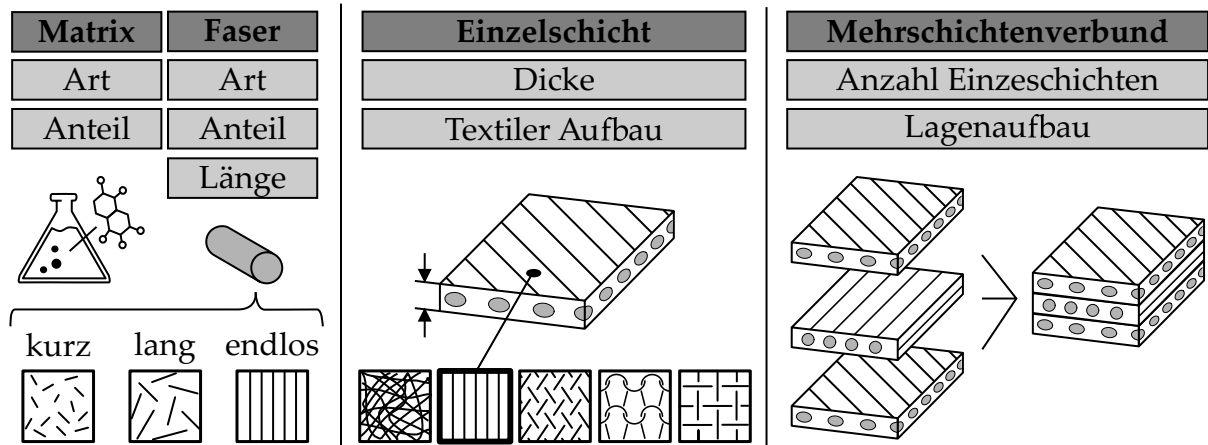 Matrix
Faser
Art
Art
Anteil
Anteil
Länge
kurz
lang
endlos
Einzelschicht
Dicke
Textiler Aufbau
Mehrschichtenverbund
Anzahl Einzeschichten
Lagenaufbau